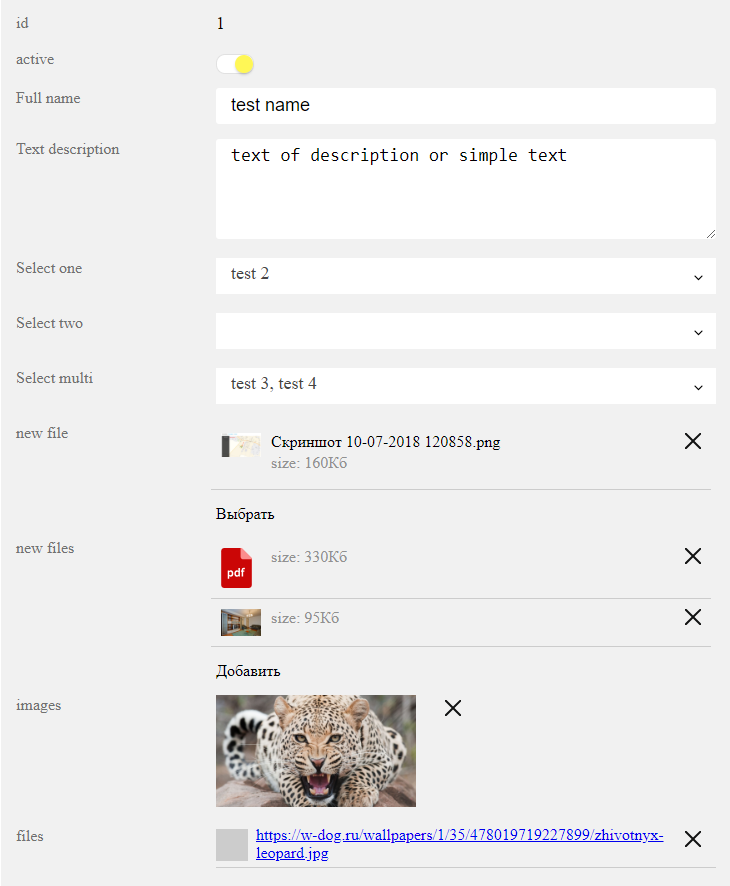 id 1
active
Full name test name
Text description text of description or simple text
Select one test 2
Select two
Select multi test 3, test 4
new file Скриншот 10-07-2018 120858.png
size: 160Кб
Выбрать
new files size: 330Кб
pdf
size: 95Кб
Добавить
images
files https://w-dog.ru/wallpapers/1/35/478019719227899/zhivotnyx-
leopard.jpg